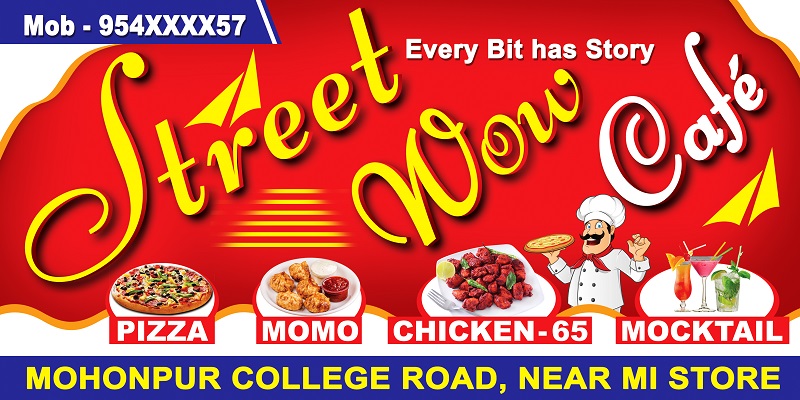 Mob - 954XXXX57
Every Bit has Story
Street
Wow
Café
PIZZA
MOMO
CHICKEN-65
MOCKTAIL
MOHONPUR COLLEGE ROAD, NEAR MI STORE